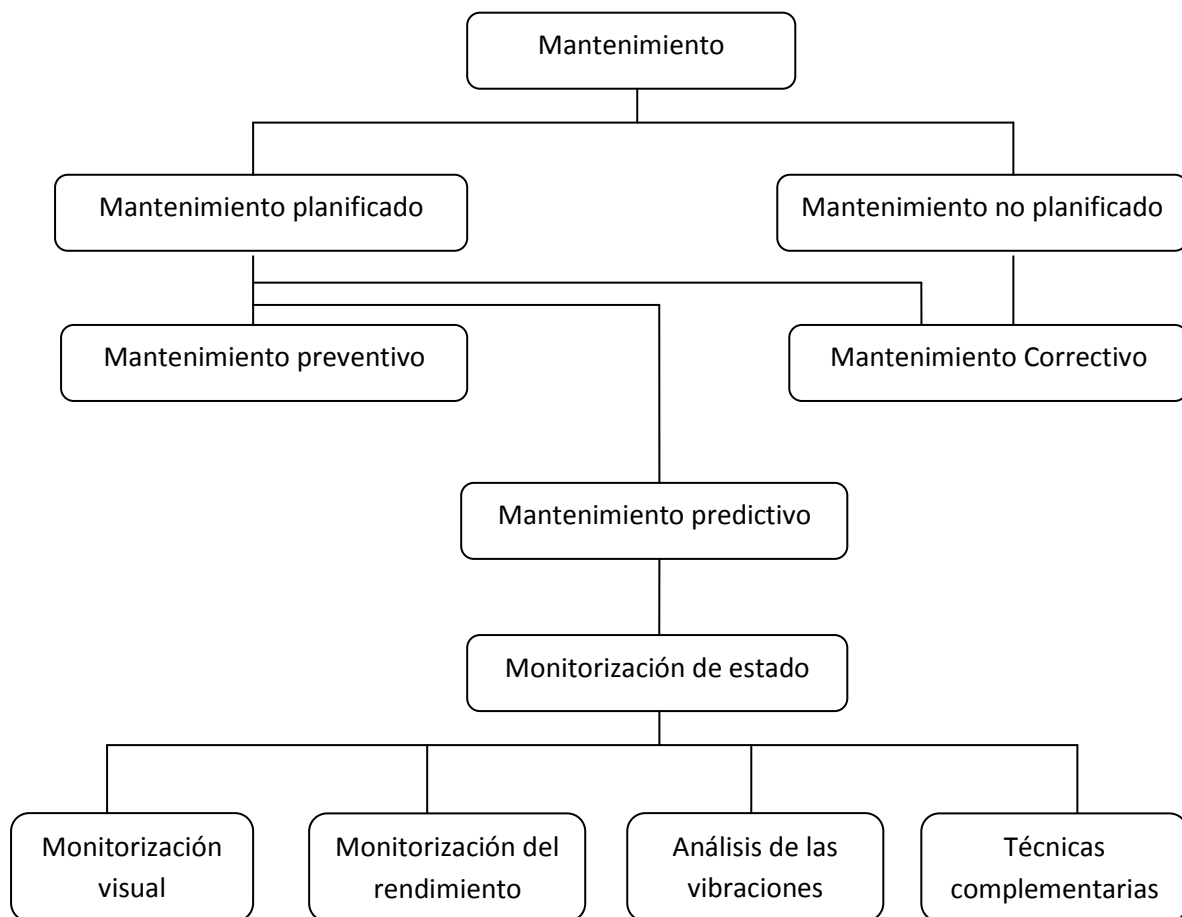 Mantenimiento
Mantenimiento planificado
Mantenimiento no planificado
Mantenimiento preventivo
Mantenimiento Correctivo
Mantenimiento predictivo
Monitorización de estado
Monitorización
visual
Monitorización del
rendimiento
Análisis de las
vibraciones
Técnicas
complementarias